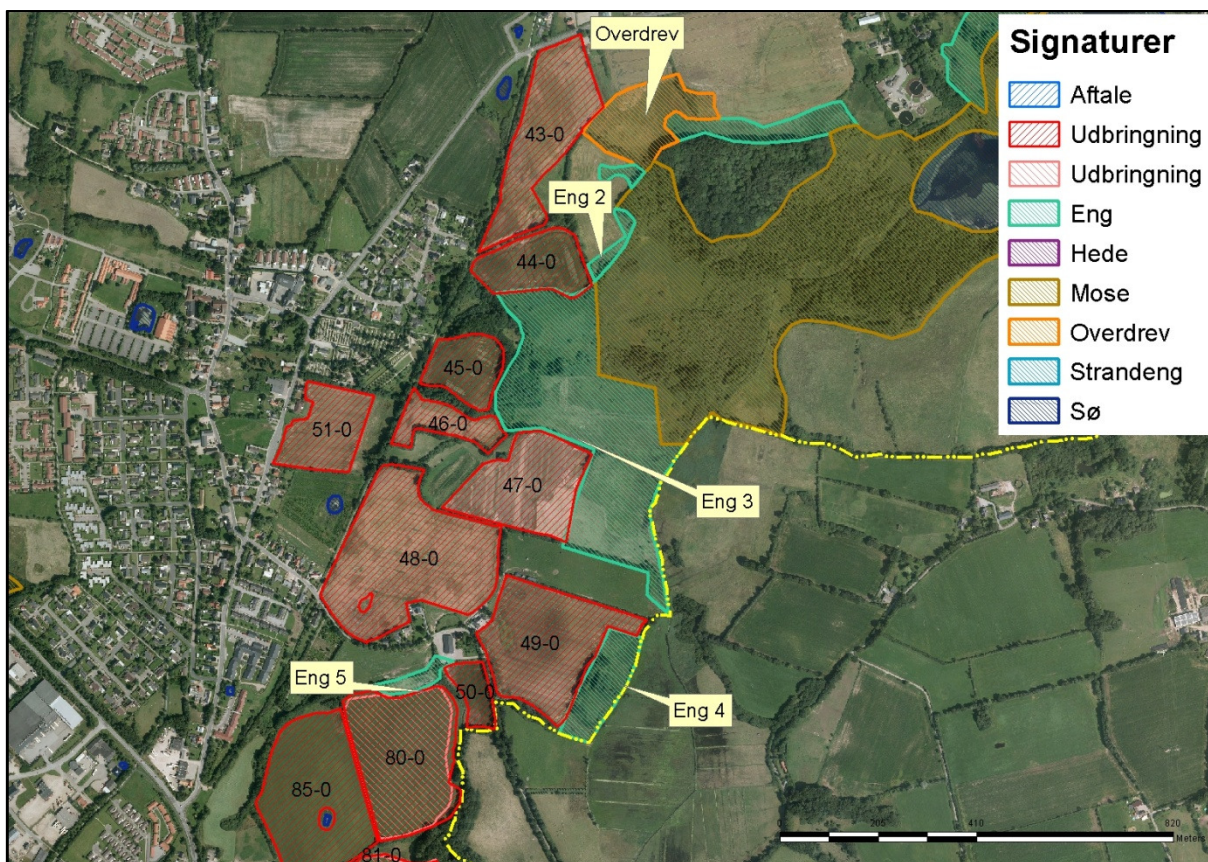 Overdrev
Signaturer
Aftale
Udbringning
Udbringning
Eng
Hede
Mose
Overdrev
Strandeng
Sø
43-0
Eng 2
44-0
45-0
46-0
51-0
47-0
Eng 3
48-0
49-0
Eng 5
50-0
Eng 4
80-0
85-0
81-0
0 205 410 820
Meters